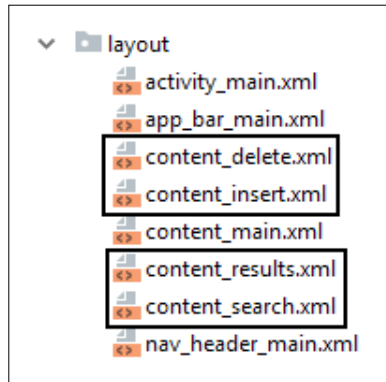 layout
activity_main.xml
app_bar_main.xml
content_delete.xml
content_insert.xml
content_main.xml
content_results.xml
content_search.xml
nav_header_main.xml